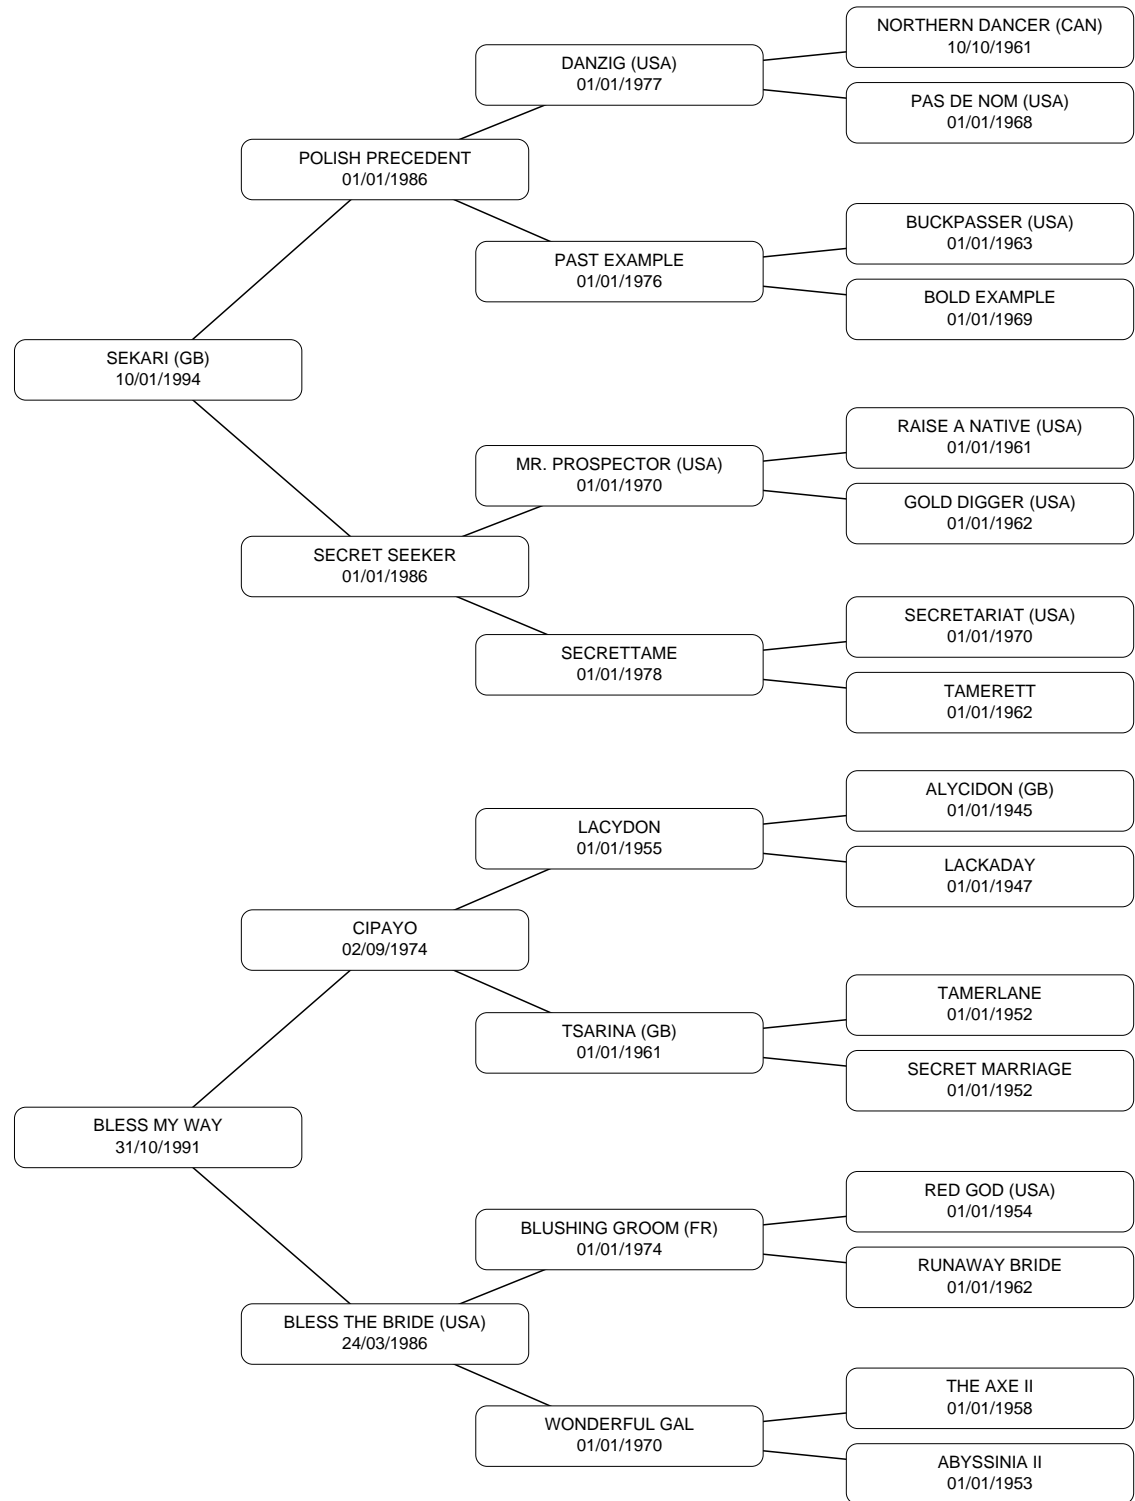 NORTHERN DANCER (CAN)
10/10/1961
DANZIG (USA)
01/01/1977
PAS DE NOM (USA)
01/01/1968
POLISH PRECEDENT
01/01/1986
BUCKPASSER (USA)
01/01/1963
PAST EXAMPLE
01/01/1976
BOLD EXAMPLE
01/01/1969
SEKARI (GB)
10/01/1994
RAISE A NATIVE (USA)
01/01/1961
MR. PROSPECTOR (USA)
01/01/1970
GOLD DIGGER (USA)
01/01/1962
SECRET SEEKER
01/01/1986
SECRETARIAT (USA)
01/01/1970
SECRETTAME
01/01/1978
TAMERETT
01/01/1962
ALYCIDON (GB)
01/01/1945
LACYDON
01/01/1955
LACKADAY
01/01/1947
CIPAYO
02/09/1974
TAMERLANE
01/01/1952
TSARINA (GB)
01/01/1961
SECRET MARRIAGE
01/01/1952
BLESS MY WAY
31/10/1991
RED GOD (USA)
01/01/1954
BLUSHING GROOM (FR)
01/01/1974
RUNAWAY BRIDE
01/01/1962
BLESS THE BRIDE (USA)
24/03/1986
THE AXE II
01/01/1958
WONDERFUL GAL
01/01/1970
ABYSSINIA II
01/01/1953